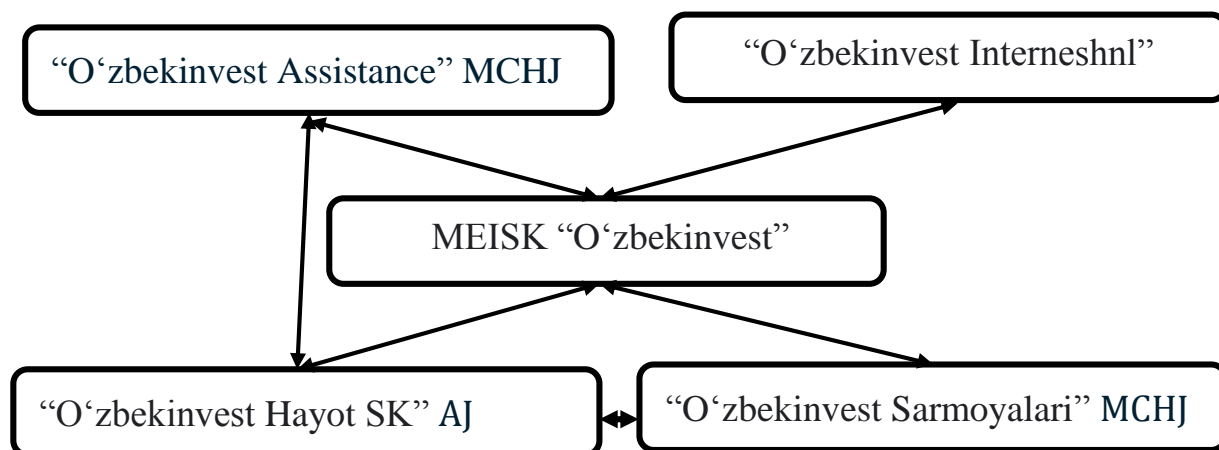 “O‘zbekinvest Assistance” MCHJ
“O‘zbekinvest Interneshnl”
MEISK “O‘zbekinvest”
“O‘zbekinvest Hayot SK” AJ
“O‘zbekinvest Sarmoyalari” MCHJ